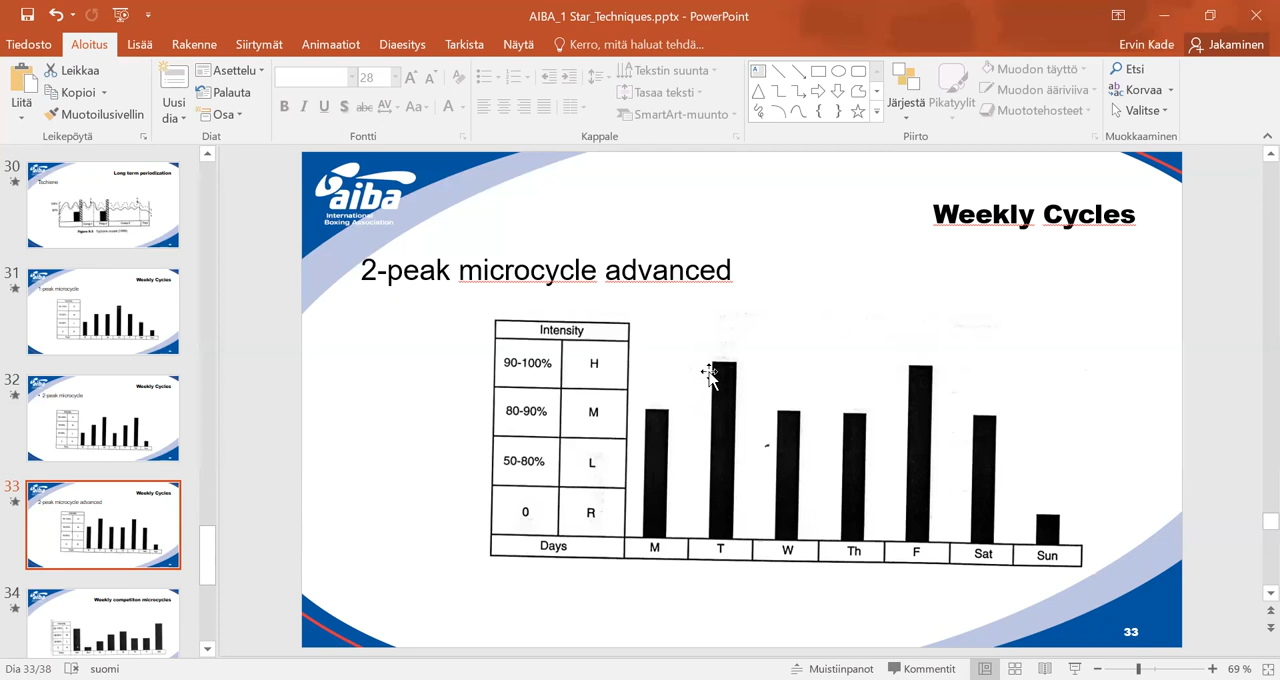 AIBA_1 Star_Techniques.pptx - PowerPoint
Tiedosto Aloitus Lisää Rakenne Siirtymät Animaatiot Diaesitys Tarkista Näytä Kerro, mitä haluat tehdä... Ervin Kade Jakaminen
Liitä
Leikkaa
Kopioi
Muotoilusivellin
Leikepöytä
Uusi dia
Asettelu
Palauta
Osa
Diat
28
B I U S abc AV Aa A
Fontti
Tekstin suunta
Tasaa teksti
SmartArt-muunto
Kappale
Järjestä
Pikatyylit
Muodon täyttö
Muodon ääriviiva
Muototehosteet
Piirto
Etsi
Korvaa
Valitse
Muokkaaminen
30
Long term periodization
31
Weekly Cycles
1 peak microcycle
32
Weekly Cycles
2-peak microcycle
33
Weekly Cycles
2-peak microcycle advanced
34
Weekly competiton microcycles
aiba
International
Boxing Association
Weekly Cycles
2-peak microcycle advanced
Intensity
90-100% H
80-90% M
50-80% L
0 R
Days M T W Th F Sat Sun
33
Dia 33/38 suomi Muistiinpanot Kommentit 69 %